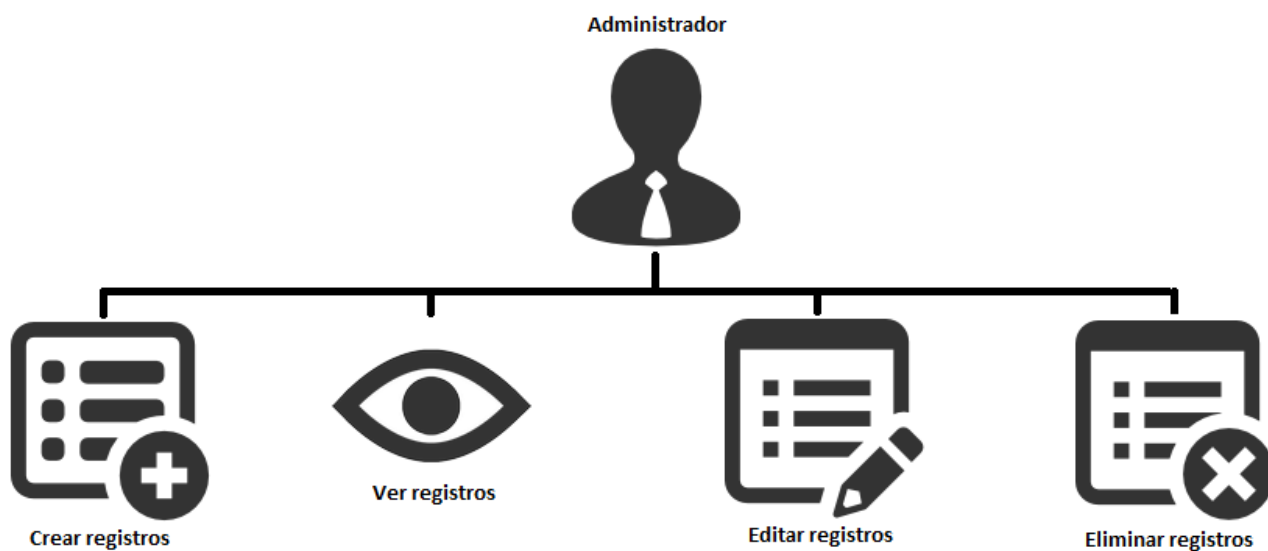 Administrador
Crear registros
Ver registros
Editar registros
Eliminar registros